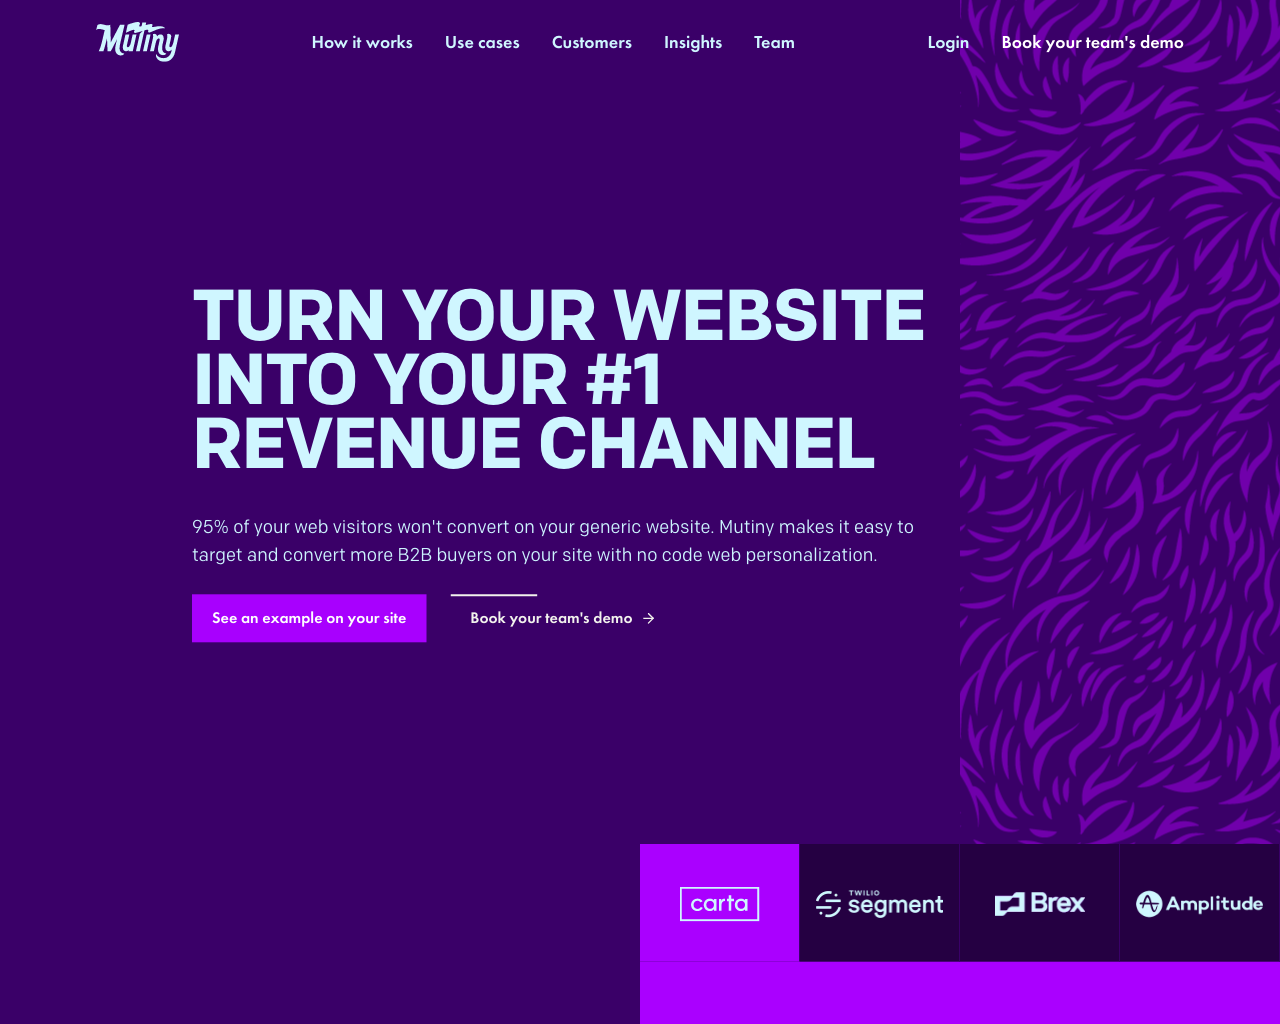 Mutiny
How it works
Use cases
Customers
Insights
Team
Login
Book your team's demo
TURN YOUR WEBSITE
INTO YOUR #1
REVENUE CHANNEL
95% of your web visitors won't convert on your generic website. Mutiny makes it easy to
target and convert more B2B buyers on your site with no code web personalization.
See an example on your site
Book your team's demo →
carta
TWILIO
segment
Brex
Amplitude